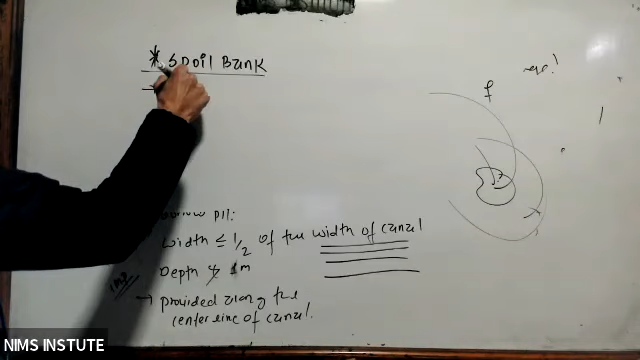 * Spoil Bank
pit:
width ≤ 1/2 of the width of canal
Depth ≯ 1m
imp
→ provided along the
centerline of canal.
NIMS INSTUTE